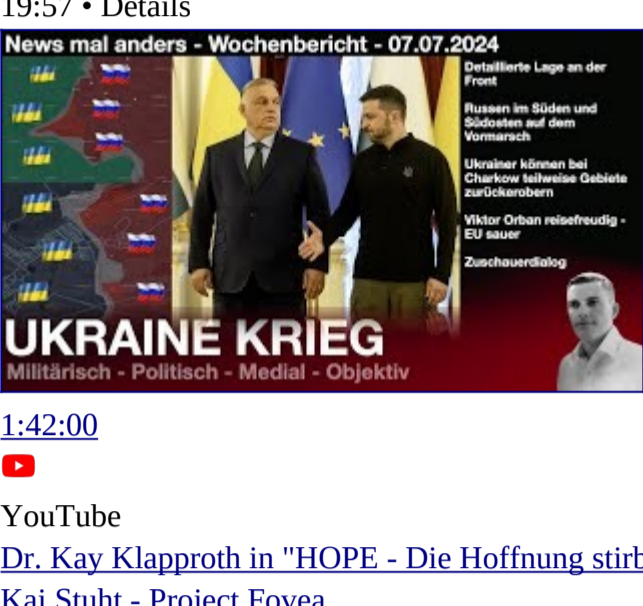 19:57 • Details
News mal anders - Wochenbericht - 07.07.2024
Detaillierte Lage an der
Front
Russen im Süden und
Südosten auf dem
Vormarsch
Ukrainer können bei
Charkow teilweise Gebiete
zurückerobern
Viktor Orban reisefreudig -
EU sauer
Zuschauerdialog
UKRAINE KRIEG
Militärisch - Politisch - Medial - Objektiv
1:42:00
YouTube
Dr. Kay Klapproth in "HOPE - Die Hoffnung stirb
Kai Stuht - Project Fovea